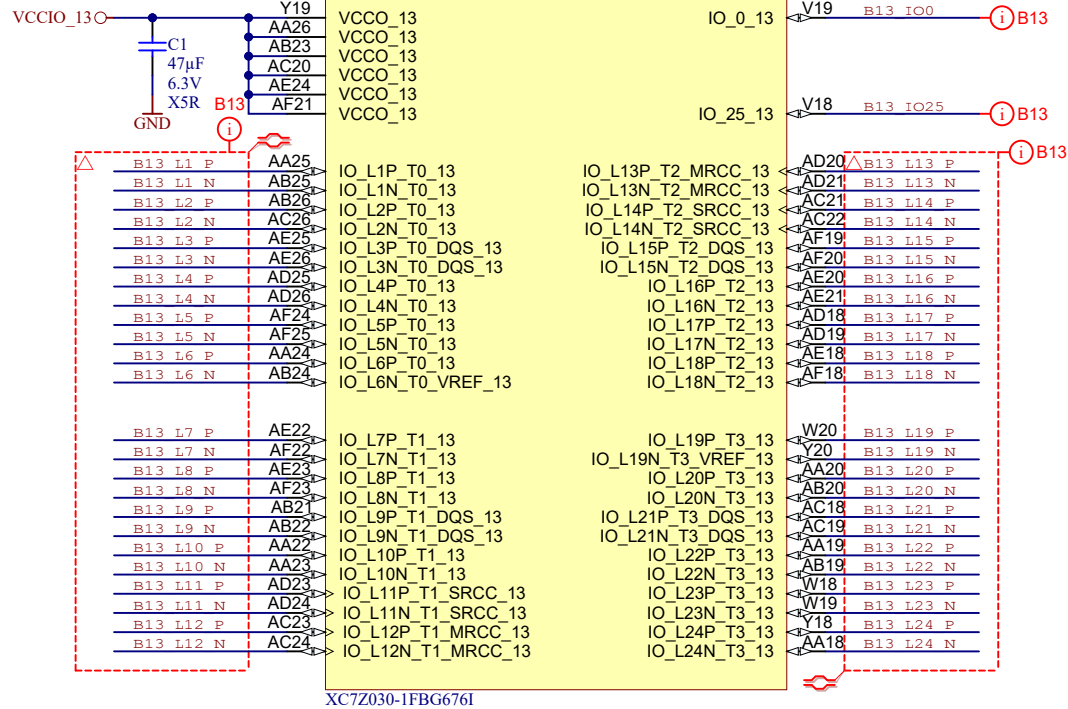 VCCIO_13
Y19 VCCO_13
AA26 VCCO_13
AB23 VCCO_13
AC20 VCCO_13
AE24 VCCO_13
AF21 VCCO_13
C1
47µF
6.3V
X5R
GND
B13
i
IO_0_13 V19 B13_IO0 i B13
IO_25_13 V18 B13_IO25 i B13
i B13
B13_L1_P AA25 IO_L1P_T0_13
B13_L1_N AB25 IO_L1N_T0_13
B13_L2_P AB26 IO_L2P_T0_13
B13_L2_N AC26 IO_L2N_T0_13
B13_L3_P AE25 IO_L3P_T0_DQS_13
B13_L3_N AE26 IO_L3N_T0_DQS_13
B13_L4_P AD25 IO_L4P_T0_13
B13_L4_N AD26 IO_L4N_T0_13
B13_L5_P AF24 IO_L5P_T0_13
B13_L5_N AF25 IO_L5N_T0_13
B13_L6_P AA24 IO_L6P_T0_13
B13_L6_N AB24 IO_L6N_T0_VREF_13
B13_L7_P AE22 IO_L7P_T1_13
B13_L7_N AF22 IO_L7N_T1_13
B13_L8_P AE23 IO_L8P_T1_13
B13_L8_N AF23 IO_L8N_T1_13
B13_L9_P AB21 IO_L9P_T1_DQS_13
B13_L9_N AB22 IO_L9N_T1_DQS_13
B13_L10_P AA22 IO_L10P_T1_13
B13_L10_N AA23 IO_L10N_T1_13
B13_L11_P AD23 IO_L11P_T1_SRCC_13
B13_L11_N AD24 IO_L11N_T1_SRCC_13
B13_L12_P AC23 IO_L12P_T1_MRCC_13
B13_L12_N AC24 IO_L12N_T1_MRCC_13
IO_L13P_T2_MRCC_13 AD20 B13_L13_P
IO_L13N_T2_MRCC_13 AD21 B13_L13_N
IO_L14P_T2_SRCC_13 AC21 B13_L14_P
IO_L14N_T2_SRCC_13 AC22 B13_L14_N
IO_L15P_T2_DQS_13 AF19 B13_L15_P
IO_L15N_T2_DQS_13 AF20 B13_L15_N
IO_L16P_T2_13 AE20 B13_L16_P
IO_L16N_T2_13 AE21 B13_L16_N
IO_L17P_T2_13 AD18 B13_L17_P
IO_L17N_T2_13 AD19 B13_L17_N
IO_L18P_T2_13 AE18 B13_L18_P
IO_L18N_T2_13 AF18 B13_L18_N
IO_L19P_T3_13 W20 B13_L19_P
IO_L19N_T3_VREF_13 Y20 B13_L19_N
IO_L20P_T3_13 AA20 B13_L20_P
IO_L20N_T3_13 AB20 B13_L20_N
IO_L21P_T3_DQS_13 AC18 B13_L21_P
IO_L21N_T3_DQS_13 AC19 B13_L21_N
IO_L22P_T3_13 AA19 B13_L22_P
IO_L22N_T3_13 AB19 B13_L22_N
IO_L23P_T3_13 W18 B13_L23_P
IO_L23N_T3_13 W19 B13_L23_N
IO_L24P_T3_13 Y18 B13_L24_P
IO_L24N_T3_13 AA18 B13_L24_N
XC7Z030-1FBG676I